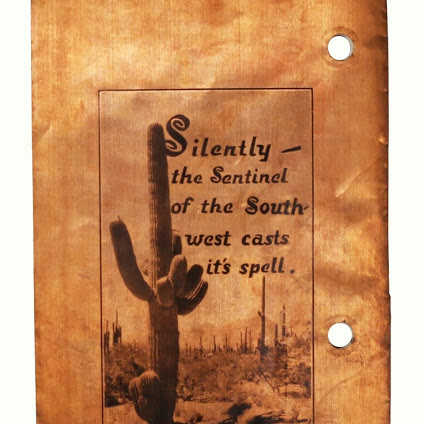 Silently —
the Sentinel
of the South-
west casts
it's spell.